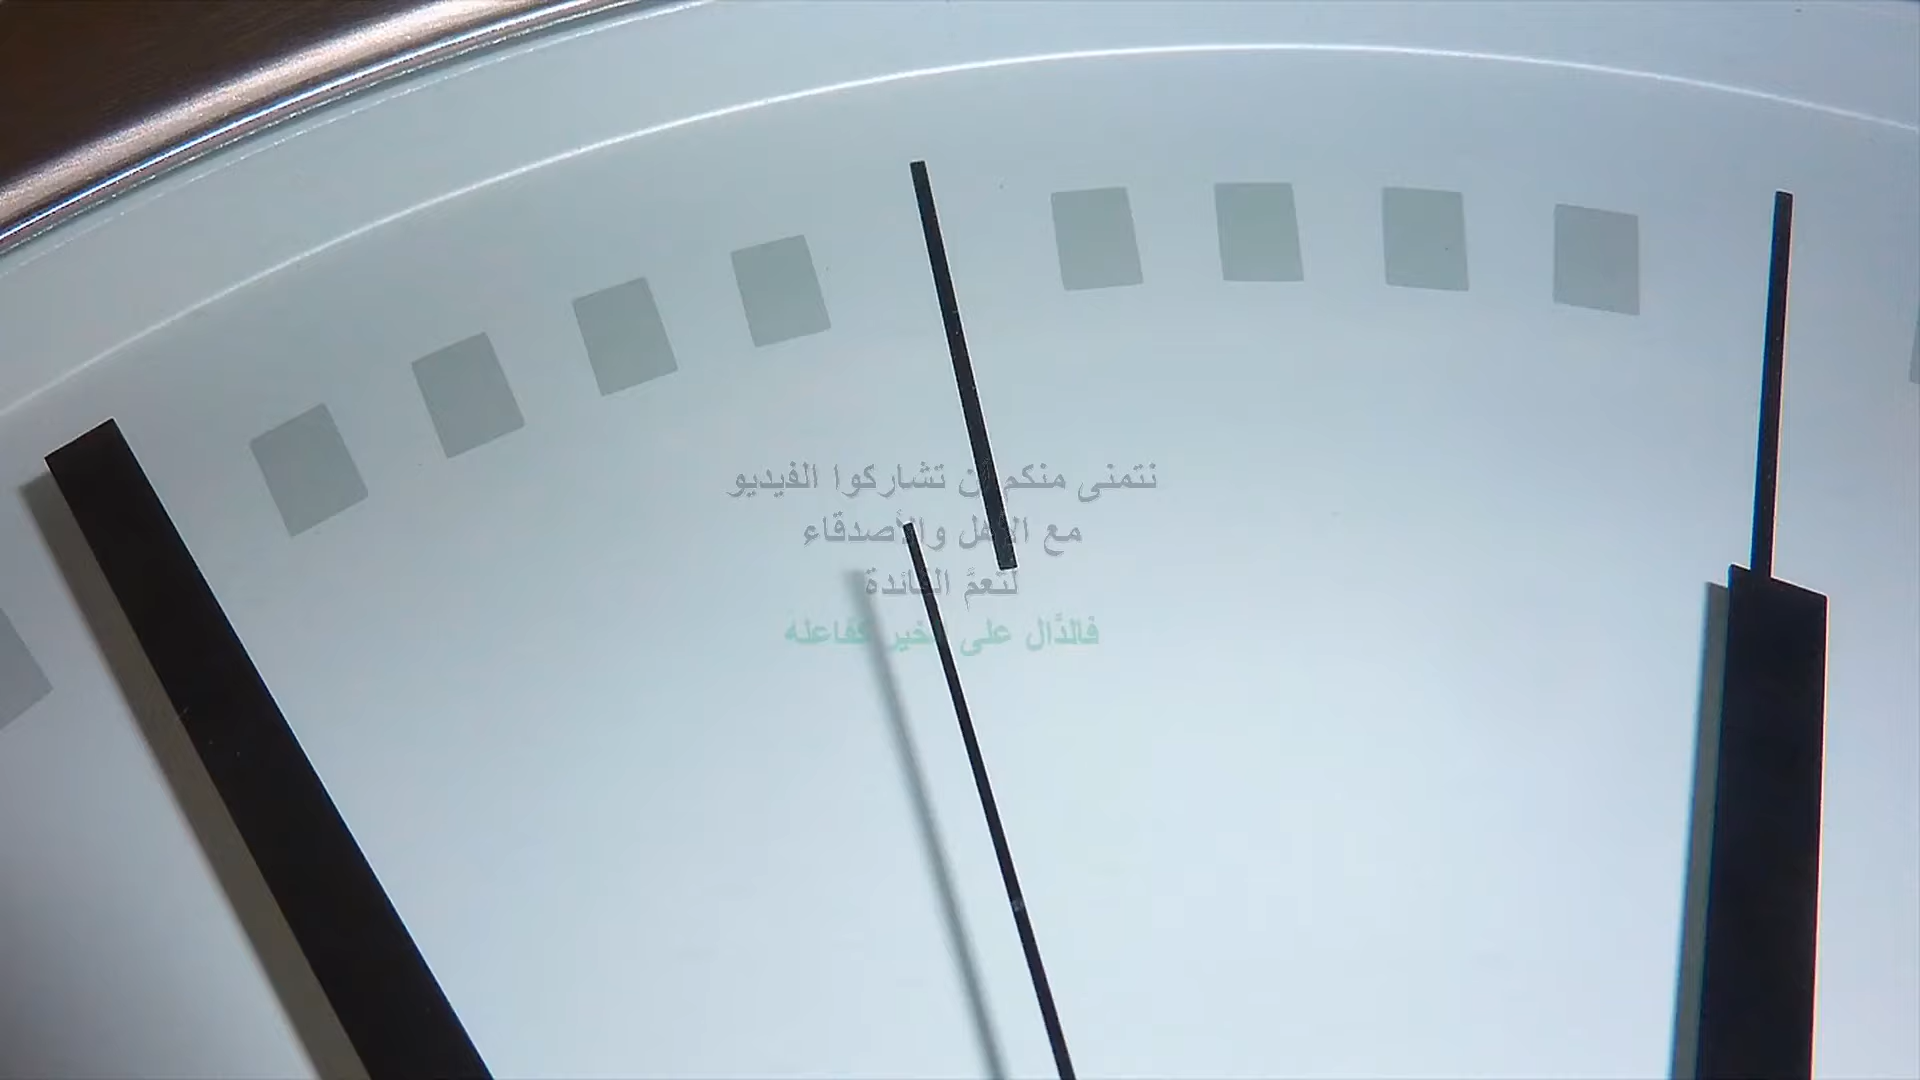 نتمنى منكم أن تشاركوا الفيديو
مع الأهل والأصدقاء
لتعمَّ الفائدة
فالدَّال على الخير كفاعله